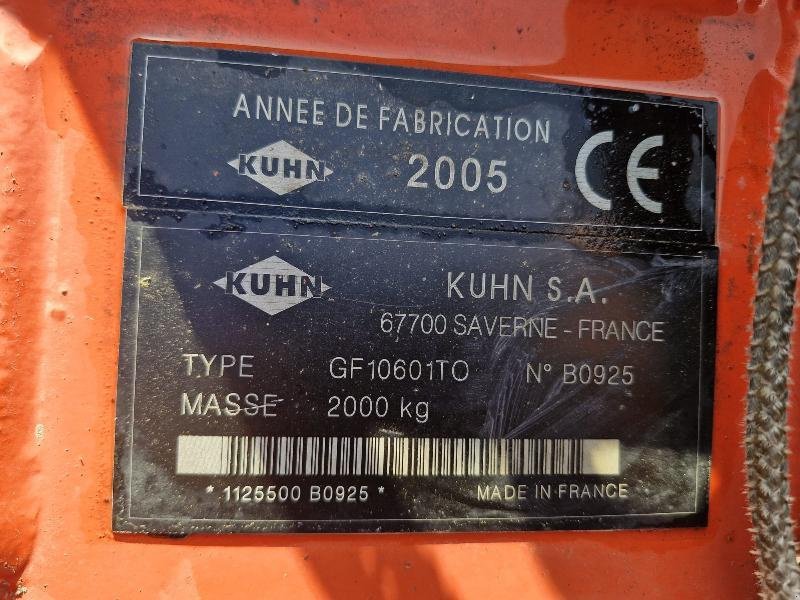 ANNEE DE FABRICATION
KUHN 2005 CE
KUHN KUHN S.A.
67700 SAVERNE - FRANCE
TYPE GF10601TO N° B0925
MASSE 2000 kg
* 1125500 B0925 * MADE IN FRANCE